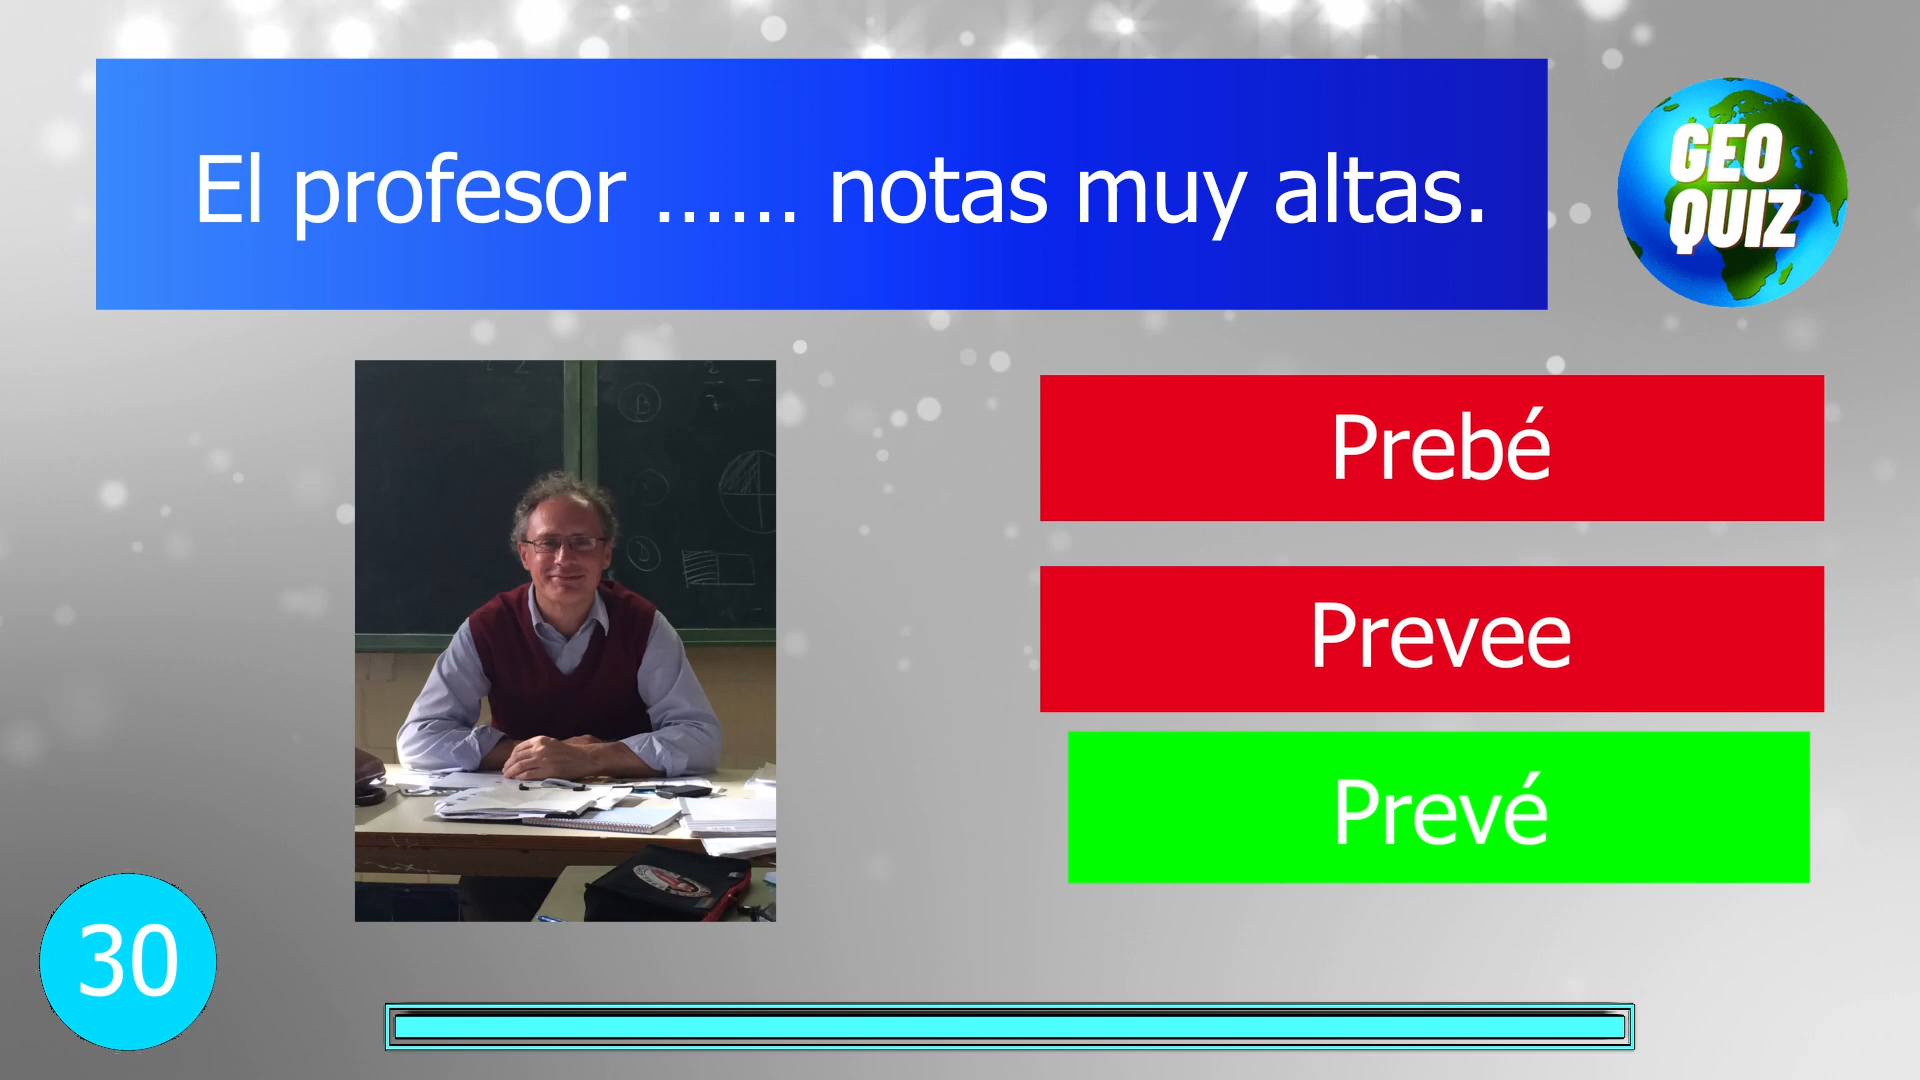 El profesor ...... notas muy altas.
GEO
QUIZ
Prebé
Prevee
Prevé
30